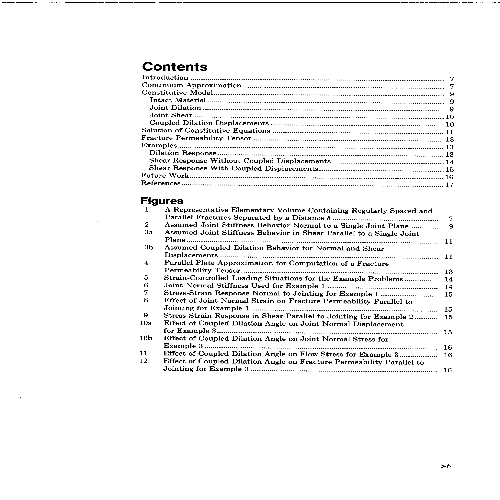 Contents
Introduction ........ 7
Continuum Approximation ........ 7
Constitutive Model ........ 9
Intact Material ........ 9
Joint Dilation ........ 9
Joint Shear ........ 10
Coupled Dilation Displacements ........ 10
Solution of Constitutive Equations ........ 11
Fracture Permeability Tensor ........ 13
Examples ........ 13
Dilation Response ........ 13
Shear Response Without Coupled Displacements ........ 14
Shear Response With Coupled Displacements ........ 15
Future Work ........ 16
References ........ 17
Figures
1 A Representative Elementary Volume Containing Regularly Spaced and
Parallel Fractures Separated by a Distance δ ........ 7
2 Assumed Joint Stiffness Behavior Normal to a Single Joint Plane ........ 9
3a Assumed Joint Stiffness Behavior in Shear Parallel to a Single Joint
Plane ........ 11
3b Assumed Coupled Dilation Behavior for Normal and Shear
Displacements ........ 11
4 Parallel Plate Approximation for Computation of a Fracture
Permeability Tensor ........ 13
5 Strain-Controlled Loading Situations for the Example Problems ........ 14
6 Joint Normal Stiffness Used for Example 1 ........ 14
7 Stress-Strain Response Normal to Jointing for Example 1 ........ 15
8 Effect of Joint Normal Strain on Fracture Permeability Parallel to
Jointing for Example 1 ........ 15
9 Stress-Strain Response in Shear Parallel to Jointing for Example 2 ........ 15
10a Effect of Coupled Dilation Angle on Joint Normal Displacement
for Example 3 ........ 15
10b Effect of Coupled Dilation Angle on Joint Normal Stress for
Example 3 ........ 16
11 Effect of Coupled Dilation Angle on Flow Stress for Example 3 ........ 16
12 Effect of Coupled Dilation Angle on Fracture Permeability Parallel to
Jointing for Example 3 ........ 16